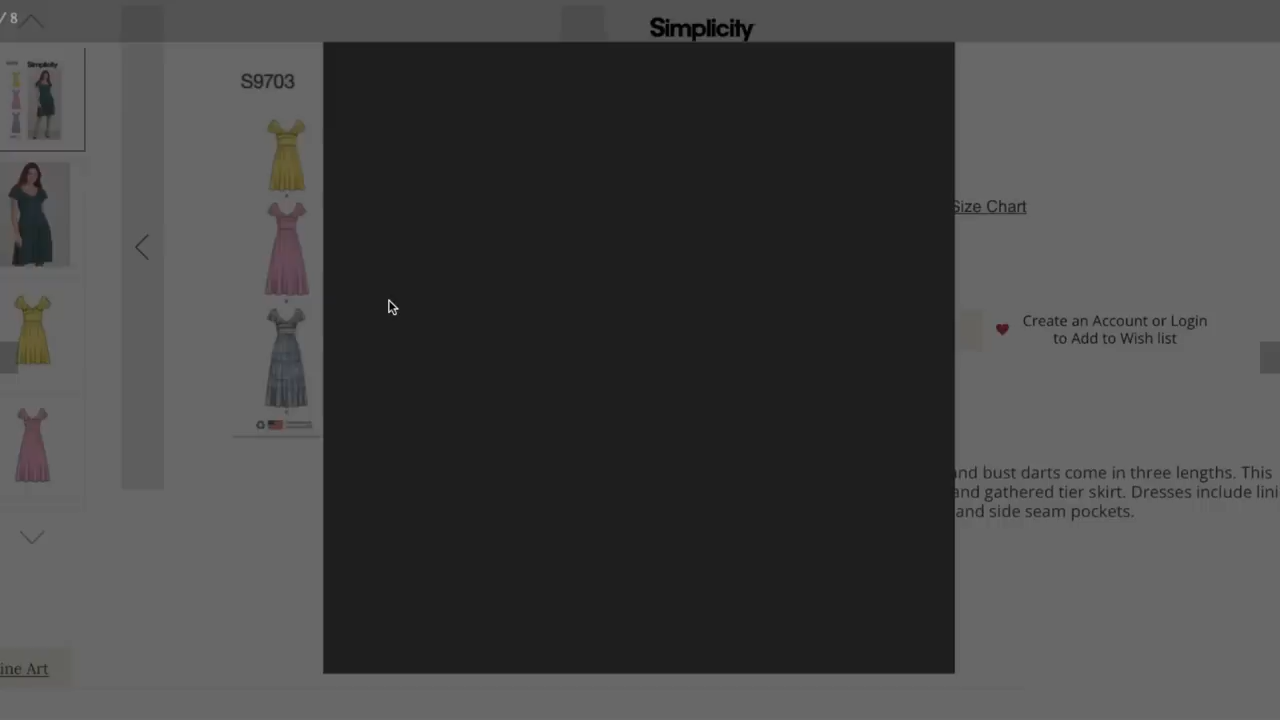 / 8
Simplicity
Simplicity
S9703
Size Chart
Create an Account or Login
to Add to Wish list
and bust darts come in three lengths. This
and gathered tier skirt. Dresses include lini
and side seam pockets.
ine Art